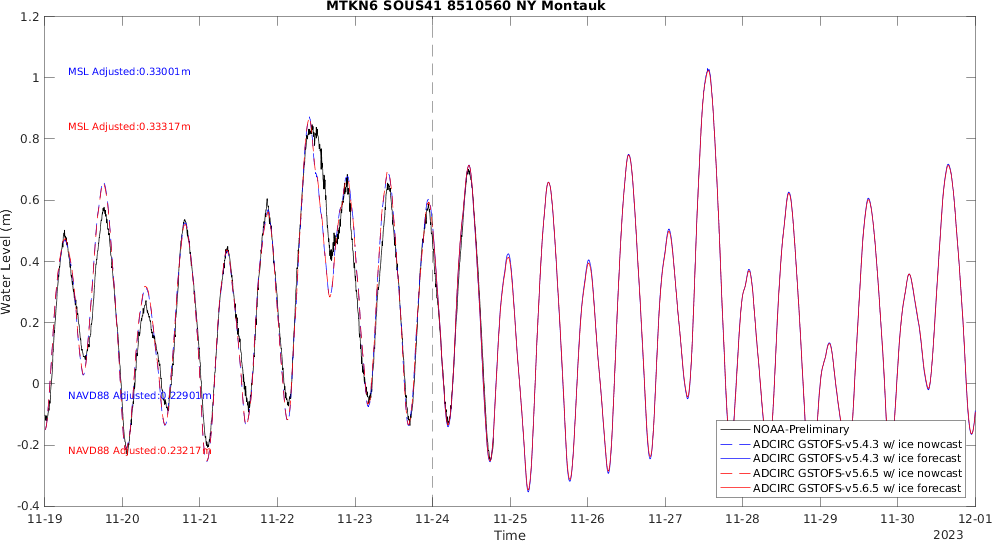 MTKN6 SOUS41 8510560 NY Montauk
1.2
1
0.8
0.6
0.4
0.2
0
-0.2
-0.4
Water Level (m)
MSL Adjusted:0.33001m
MSL Adjusted:0.33317m
NAVD88 Adjusted:0.22901m
NAVD88 Adjusted:0.23217m
NOAA-Preliminary
ADCIRC GSTOFS-v5.4.3 w/ ice nowcast
ADCIRC GSTOFS-v5.4.3 w/ ice forecast
ADCIRC GSTOFS-v5.6.5 w/ ice nowcast
ADCIRC GSTOFS-v5.6.5 w/ ice forecast
11-19 11-20 11-21 11-22 11-23 11-24 11-25 11-26 11-27 11-28 11-29 11-30 12-01
2023
Time